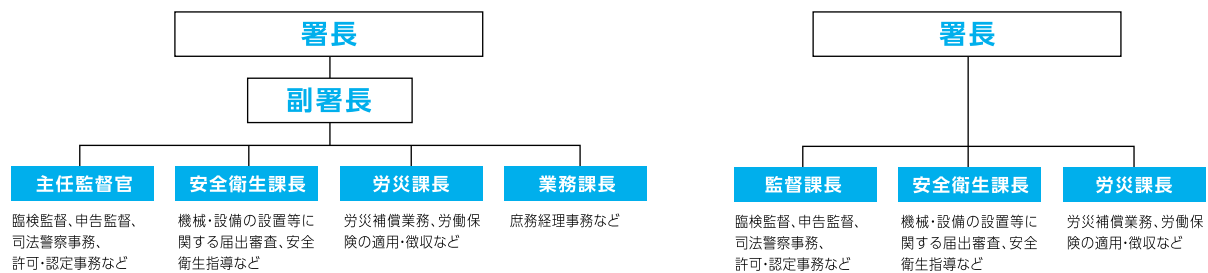 署長
副署長
主任監督官
臨検監督、申告監督、
司法警察事務、
許可・認定事務など
安全衛生課長
機械・設備の設置等に
関する届出審査、安全
衛生指導など
労災課長
労災補償業務、労働保
険の適用・徴収など
業務課長
庶務経理事務など
署長
監督課長
臨検監督、申告監督、
司法警察事務、
許可・認定事務など
安全衛生課長
機械・設備の設置等に
関する届出審査、安全
衛生指導など
労災課長
労災補償業務、労働保
険の適用・徴収など